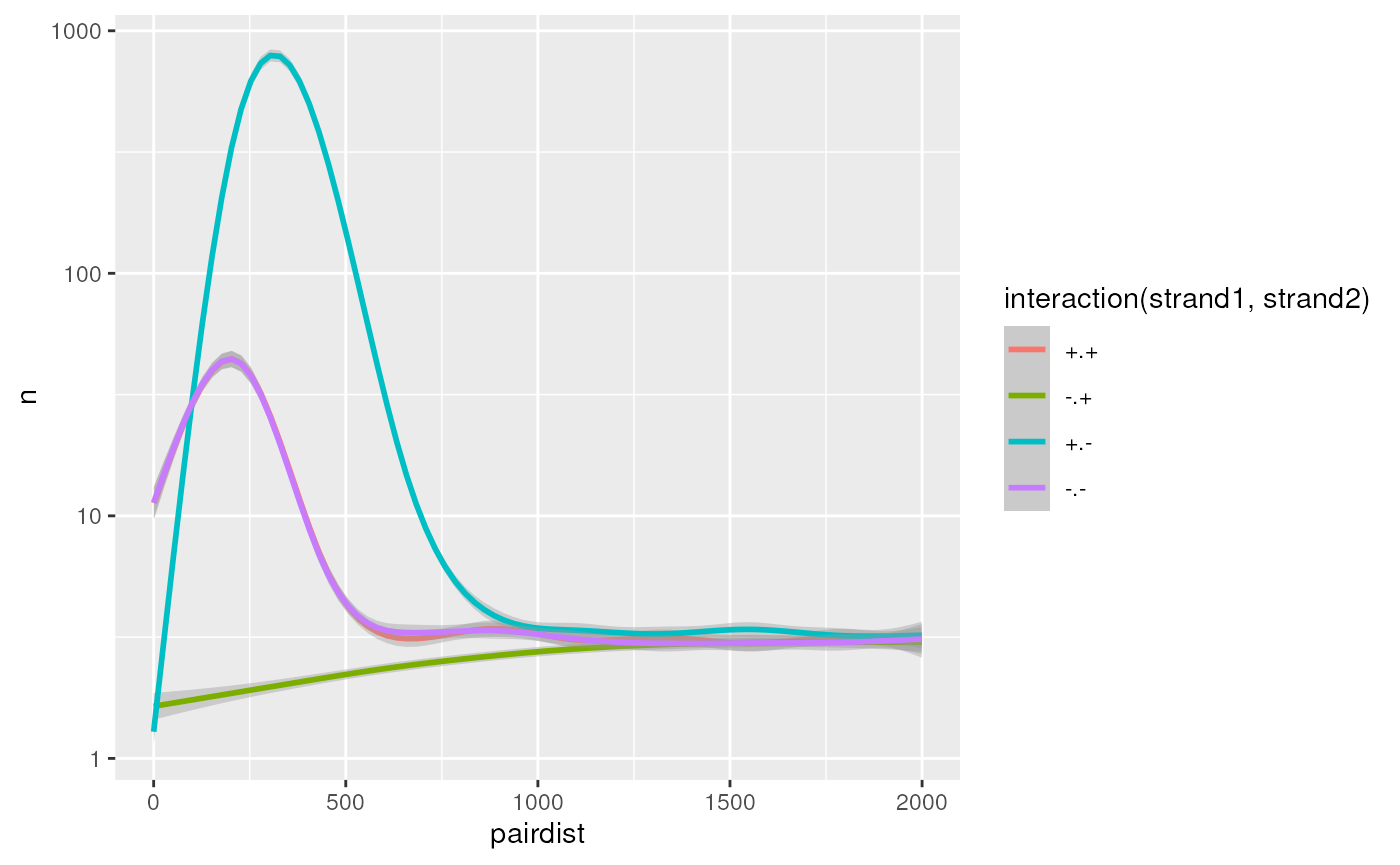 1000
100
10
1
n
0 500 1000 1500 2000
pairdist
interaction(strand1, strand2)
+.+
-.+
+.-
-.-